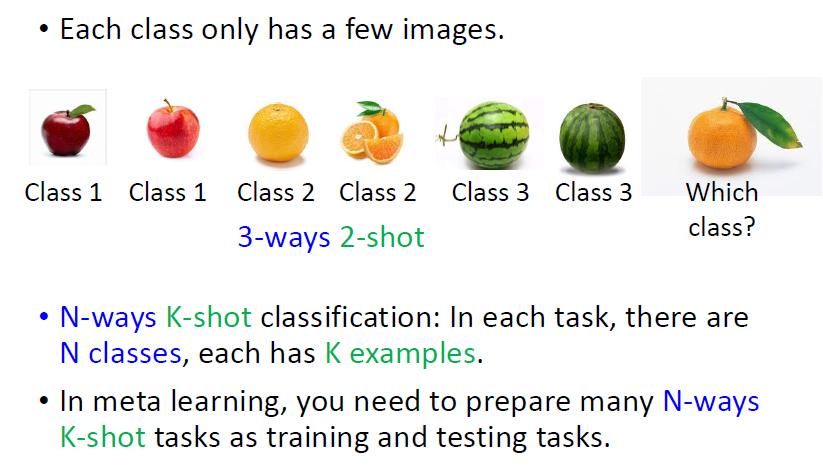 • Each class only has a few images.
Class 1 Class 1 Class 2 Class 2 Class 3 Class 3 Which
class?
3-ways 2-shot
• N-ways K-shot classification: In each task, there are
N classes, each has K examples.
• In meta learning, you need to prepare many N-ways
K-shot tasks as training and testing tasks.